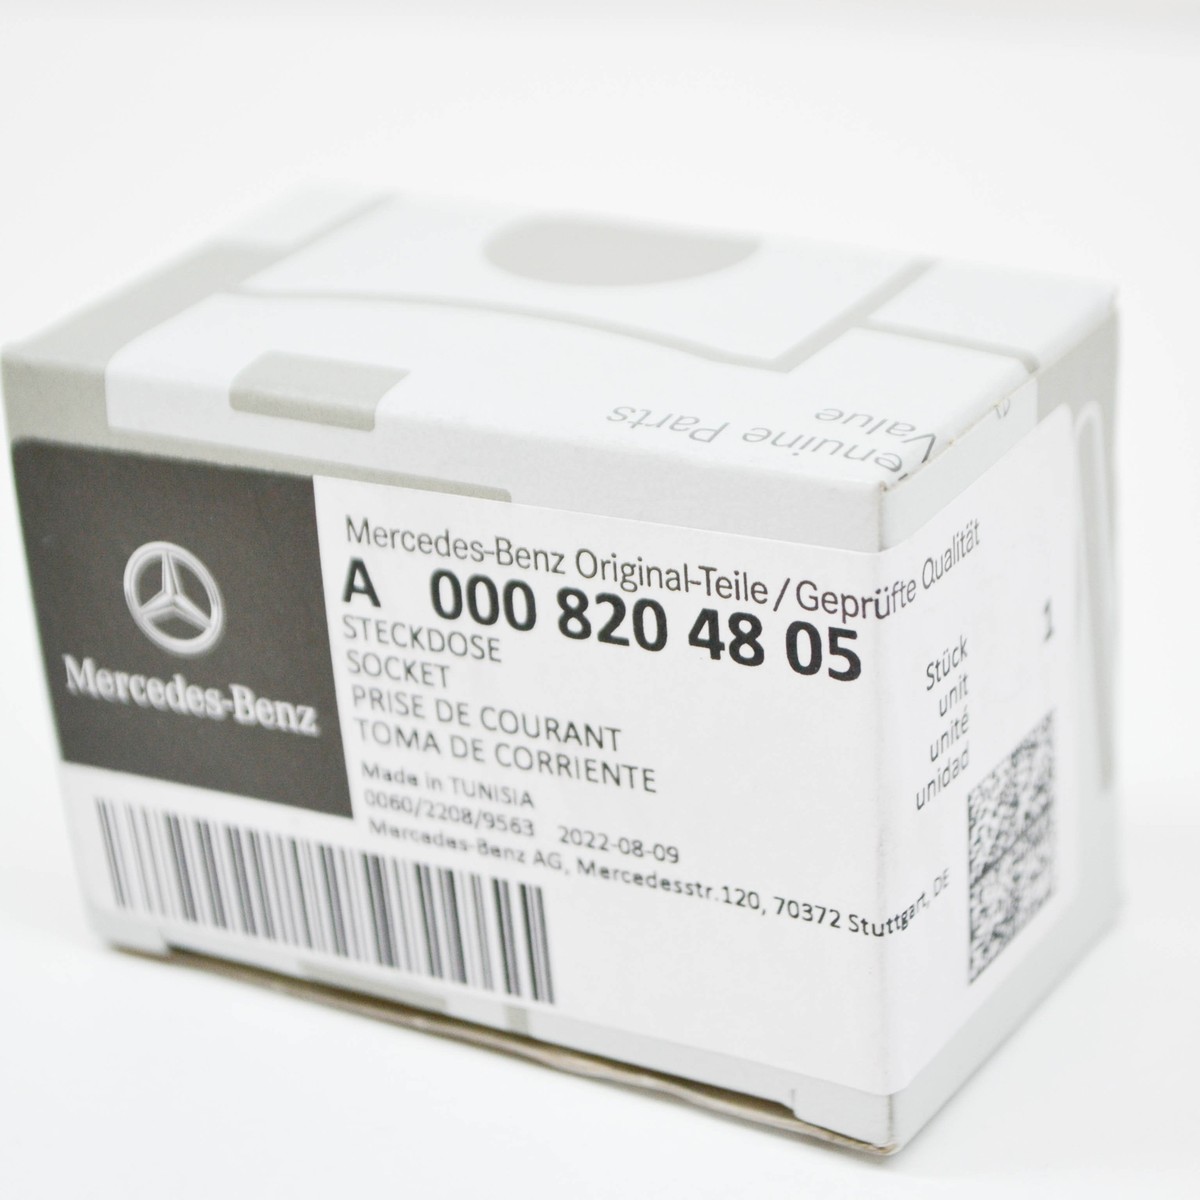 enuine Parts
Value
Mercedes-Benz
Mercedes-Benz Original-Teile / Geprüfte Qualität
A 000 820 48 05
STECKDOSE
SOCKET
PRISE DE COURANT
TOMA DE CORRIENTE
Made in TUNISIA
0060/2208/9563 2022-08-09
Mercedes-Benz AG, Mercedesstr.120, 70372 Stuttgart, DE
1
Stück
unit
unité
unidad